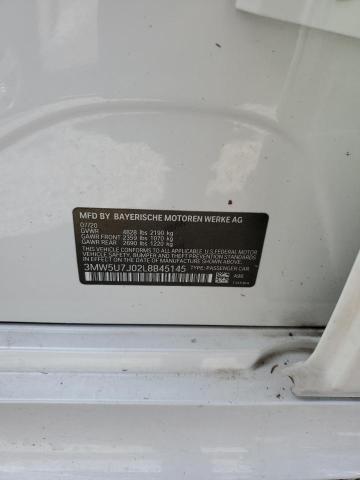 MFD BY BAYERISCHE MOTOREN WERKE AG
07/20
GVWR 4828 lbs 2190 kg
GAWR FRONT 2359 lbs 1070 kg
GAWR REAR 2690 lbs 1220 kg
THIS VEHICLE CONFORMS TO ALL APPLICABLE FEDERAL
U.S. MOTOR VEHICLE SAFETY, BUMPER, AND THEFT
PREVENTION STANDARDS IN EFFECT ON THE
DATE OF MANUFACTURE SHOWN ABOVE.
3MW5U7J02L8B45145 TYPE: PASSENGER CAR